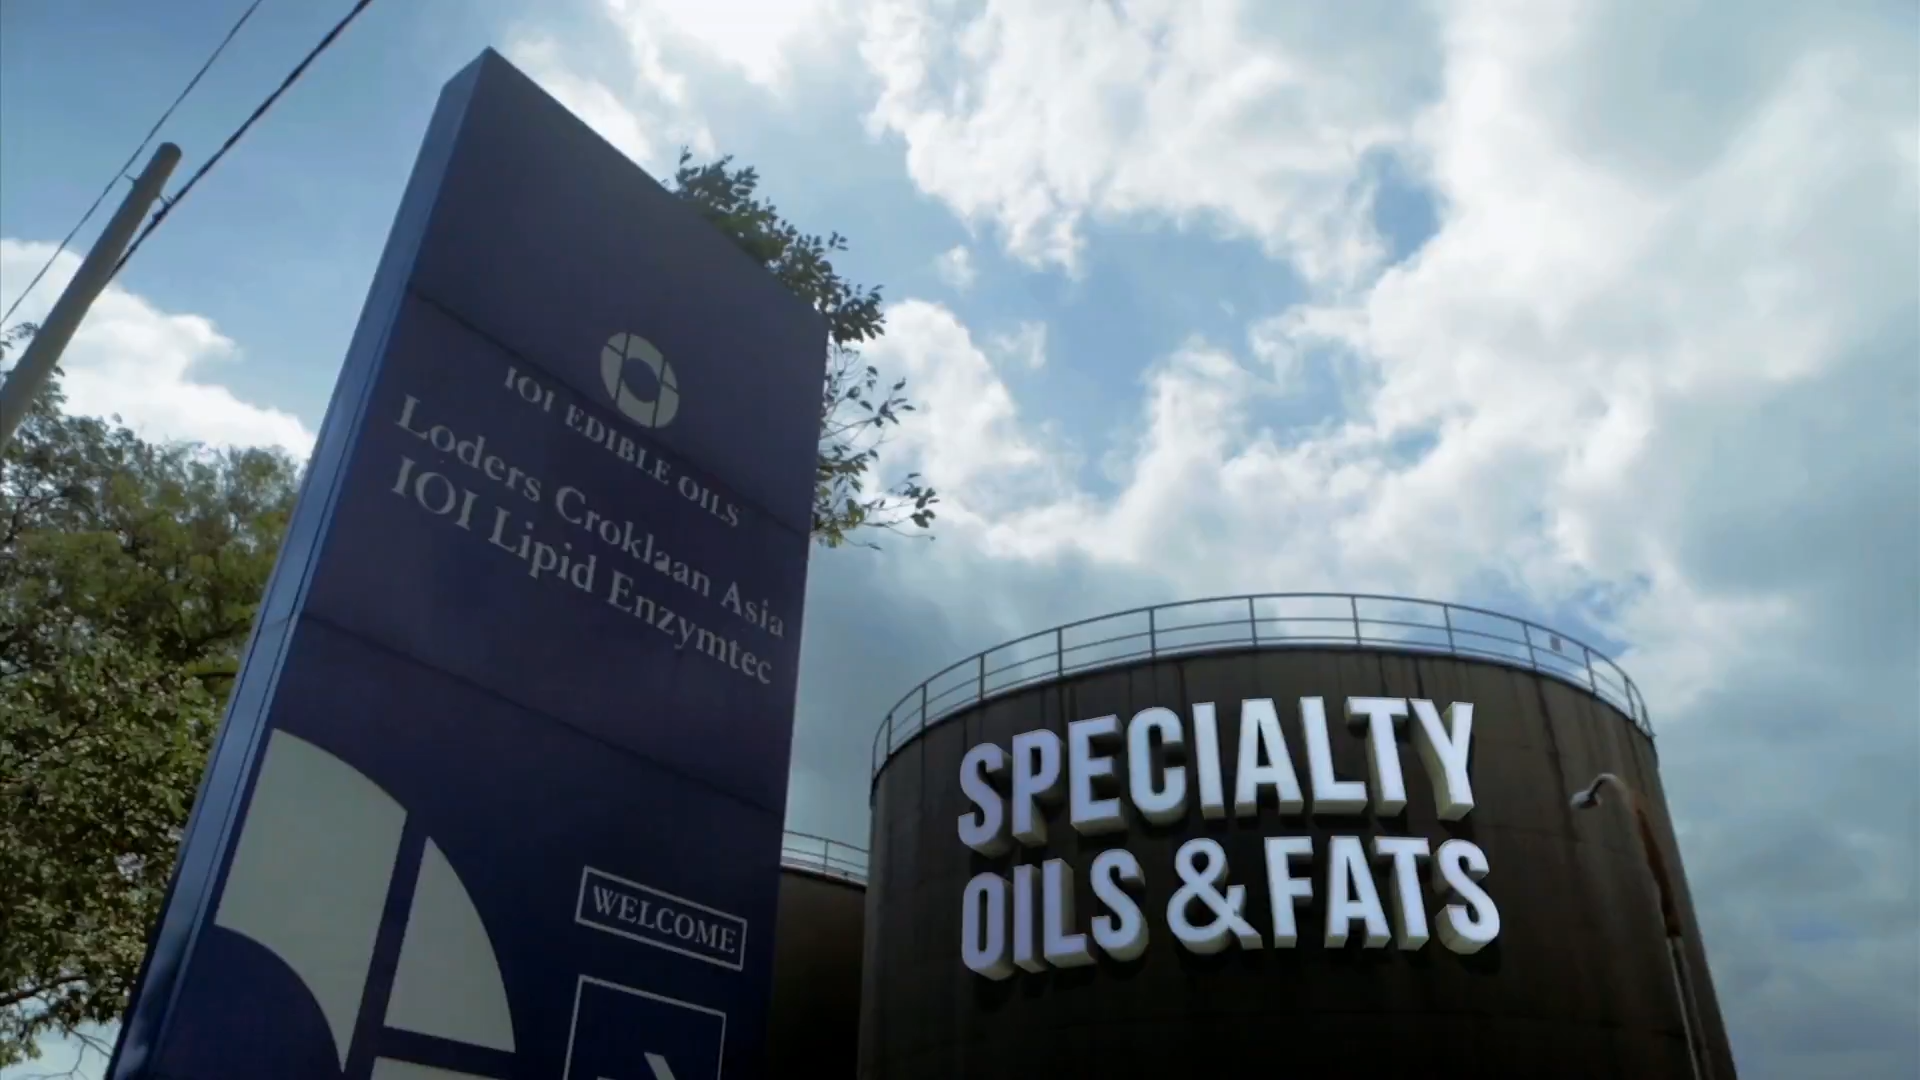 IOI EDIBLE OILS
Loders Croklaan Asia
IOI Lipid Enzymtec
WELCOME
SPECIALTY
OILS & FATS